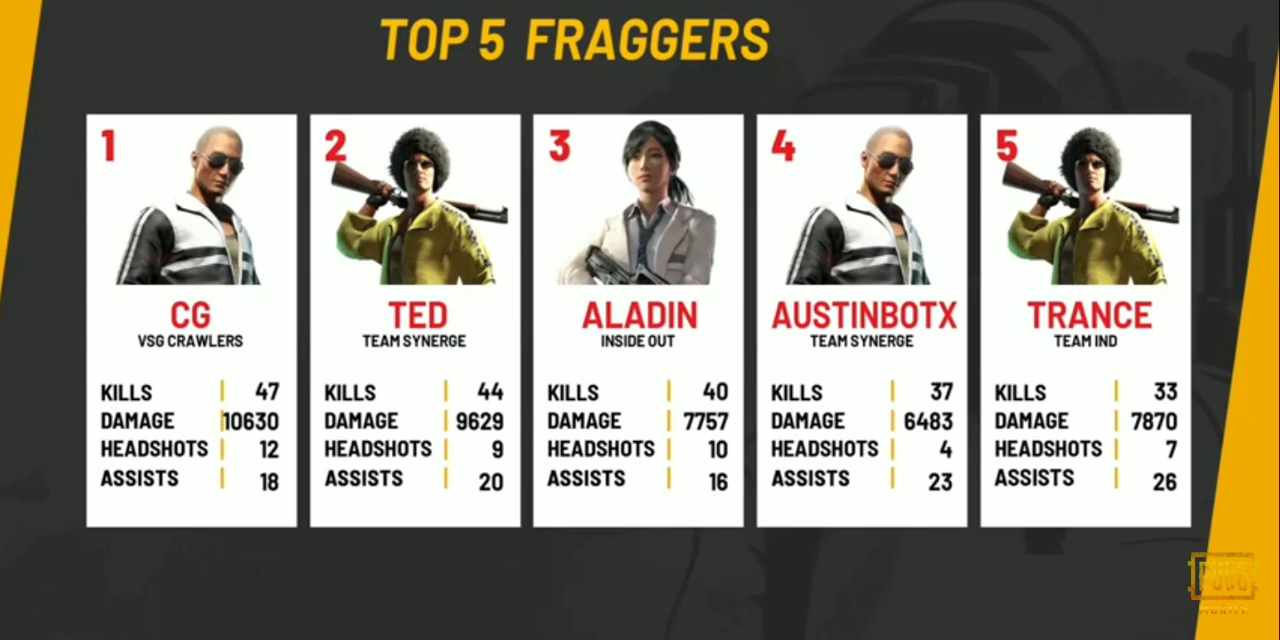 TOP 5 FRAGGERS
1
CG
VSG CRAWLERS
KILLS 47
DAMAGE 10630
HEADSHOTS 12
ASSISTS 18
2
TED
TEAM SYNERGE
KILLS 44
DAMAGE 9629
HEADSHOTS 9
ASSISTS 20
3
ALADIN
INSIDE OUT
KILLS 40
DAMAGE 7757
HEADSHOTS 10
ASSISTS 16
4
AUSTINBOTX
TEAM SYNERGE
KILLS 37
DAMAGE 6483
HEADSHOTS 4
ASSISTS 23
5
TRANCE
TEAM IND
KILLS 33
DAMAGE 7870
HEADSHOTS 7
ASSISTS 26